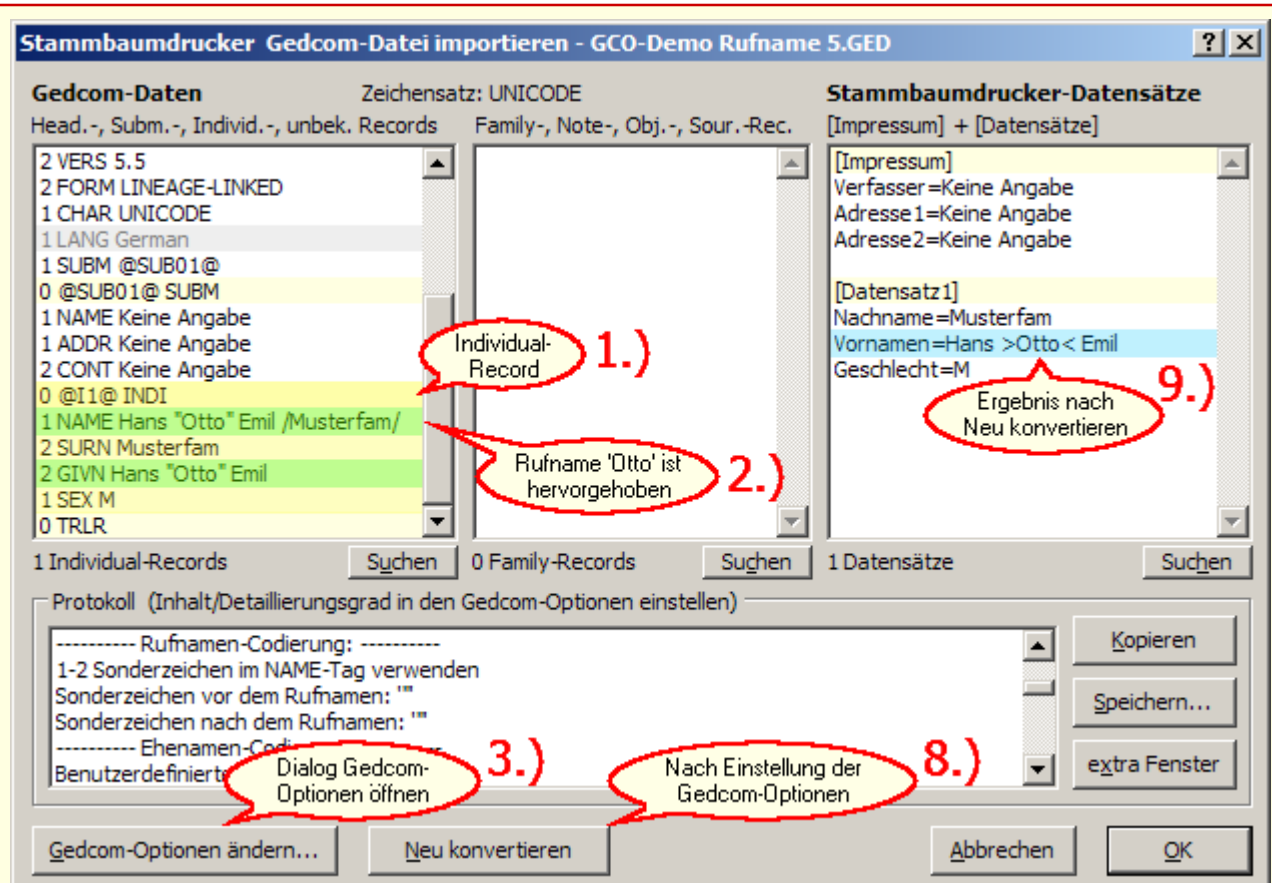 Stammbaumdrucker Gedcom-Datei importieren - GCO-Demo Rufname 5.GED
Gedcom-Daten
Zeichensatz: UNICODE
Stammbaumdrucker-Datensätze
Head.-, Subm.-, Individ.-, unbek. Records
Family-, Note-, Obj.-, Sour.-Rec.
[Impressum] + [Datensätze]
2 VERS 5.5
2 FORM LINEAGE-LINKED
1 CHAR UNICODE
1 LANG German
1 SUBM @SUB01@
0 @SUB01@ SUBM
1 NAME Keine Angabe
1 ADDR Keine Angabe
2 CONT Keine Angabe
0 @I1@ INDI
1 NAME Hans "Otto" Emil /Musterfam/
2 SURN Musterfam
2 GIVN Hans "Otto" Emil
1 SEX M
0 TRLR
Individual-
Record
1.)
Rufname 'Otto' ist
hervorgehoben
2.)
[Impressum]
Verfasser=Keine Angabe
Adresse1=Keine Angabe
Adresse2=Keine Angabe
[Datensatz1]
Nachname=Musterfam
Vornamen=Hans >Otto< Emil
Geschlecht=M
Ergebnis nach
Neu konvertieren
9.)
1 Individual-Records
Suchen
0 Family-Records
Suchen
1 Datensätze
Suchen
Protokoll (Inhalt/Detaillierungsgrad in den Gedcom-Optionen einstellen)
---------- Rufnamen-Codierung: ----------
1-2 Sonderzeichen im NAME-Tag verwenden
Sonderzeichen vor dem Rufnamen: '"'
Sonderzeichen nach dem Rufnamen: '"'
---------- Ehenamen-Codi
Benutzerdefinierte
Kopieren
Speichern...
extra Fenster
Dialog Gedcom-
Optionen öffnen
3.)
Nach Einstellung der
Gedcom-Optionen
8.)
Gedcom-Optionen ändern...
Neu konvertieren
Abbrechen
OK